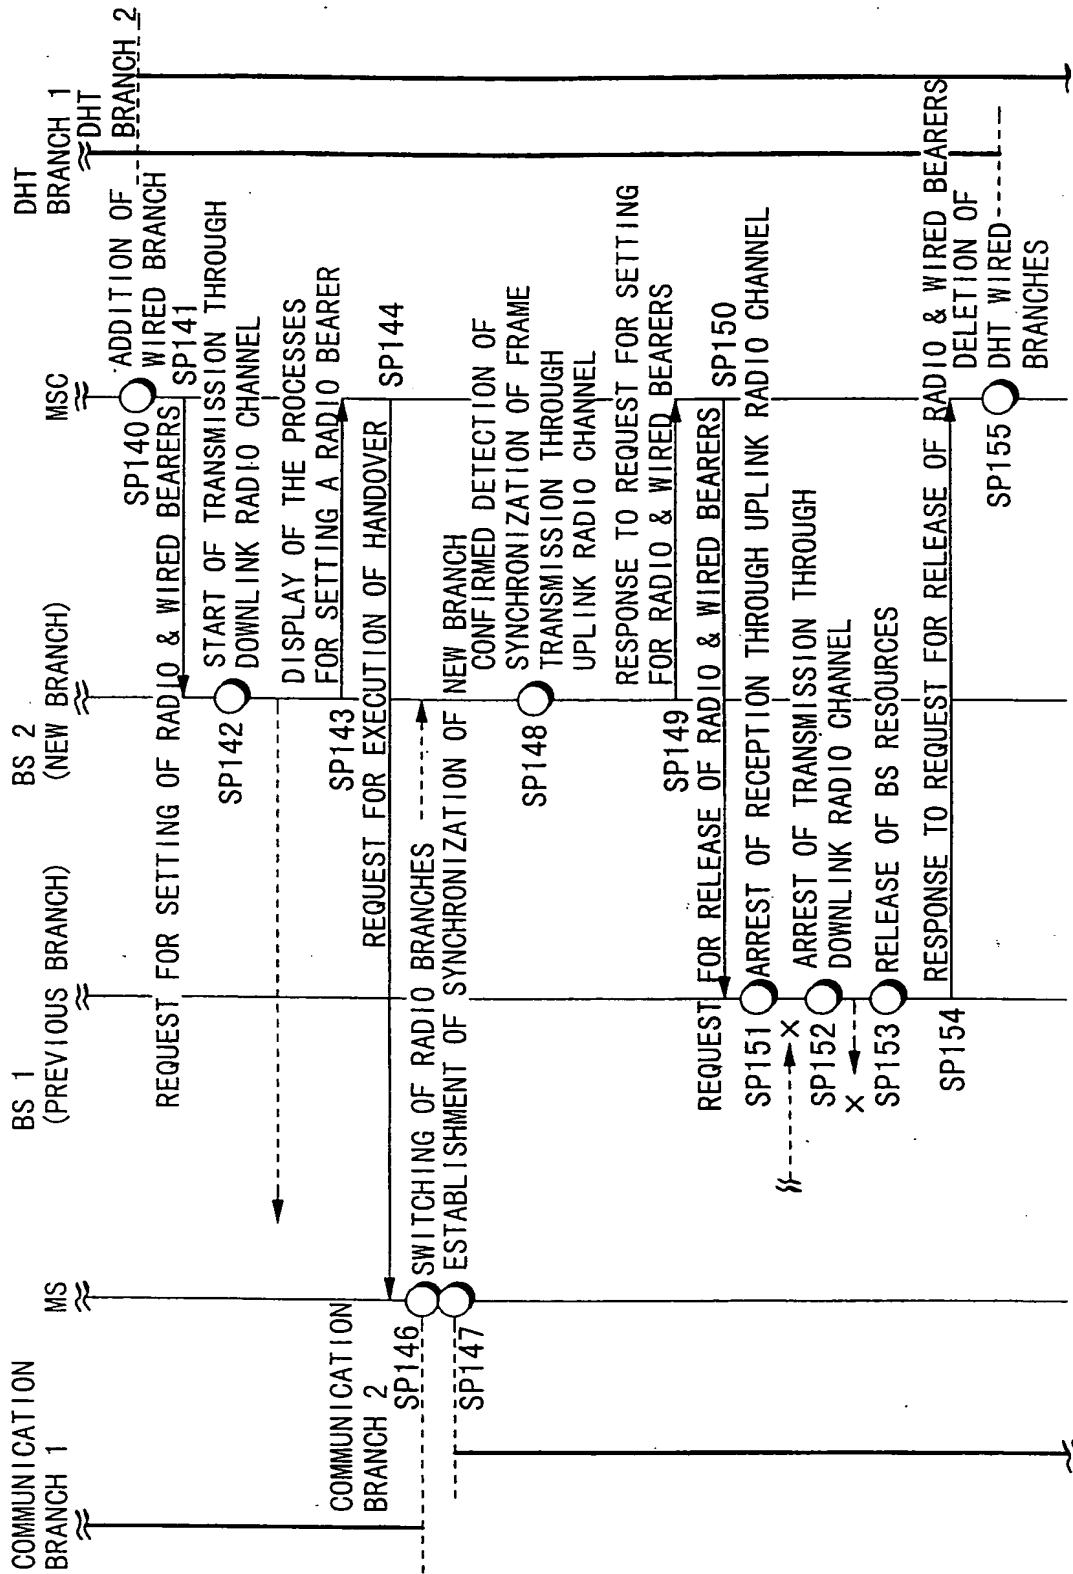 COMMUNICATION
BRANCH 1
MS
BS 1
(PREVIOUS BRANCH)
BS 2
(NEW BRANCH)
MSC
DHT
BRANCH 1
DHT
BRANCH 2
SP140
ADDITION OF
WIRED BRANCH
REQUEST FOR SETTING OF RADIO & WIRED BEARERS
SP141
SP142
START OF TRANSMISSION THROUGH
DOWNLINK RADIO CHANNEL
DISPLAY OF THE PROCESSES
FOR SETTING A RADIO BEARER
SP143
REQUEST FOR EXECUTION OF HANDOVER
SP144
COMMUNICATION
BRANCH 2
SP146
SWITCHING OF RADIO BRANCHES
SP147
ESTABLISHMENT OF SYNCHRONIZATION OF NEW BRANCH
SP148
CONFIRMED DETECTION OF
SYNCHRONIZATION OF FRAME
TRANSMISSION THROUGH
UPLINK RADIO CHANNEL
RESPONSE TO REQUEST FOR SETTING
FOR RADIO & WIRED BEARERS
SP149
REQUEST FOR RELEASE OF RADIO & WIRED BEARERS
SP150
SP151
ARREST OF RECEPTION THROUGH UPLINK RADIO CHANNEL
SP152
ARREST OF TRANSMISSION THROUGH
DOWNLINK RADIO CHANNEL
SP153
RELEASE OF BS RESOURCES
SP154
RESPONSE TO REQUEST FOR RELEASE OF RADIO & WIRED BEARERS
SP155
DELETION OF
DHT WIRED
BRANCHES